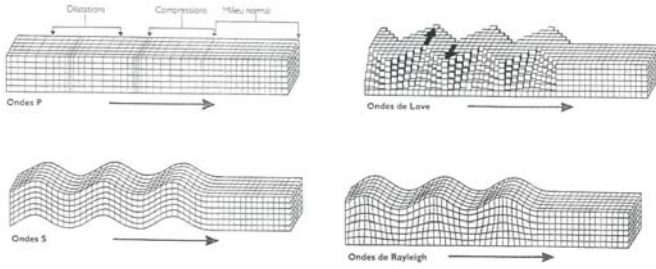 Dilatations
Compressions
Milieu normal
Ondes P
Ondes de Love
Ondes S
Ondes de Rayleigh